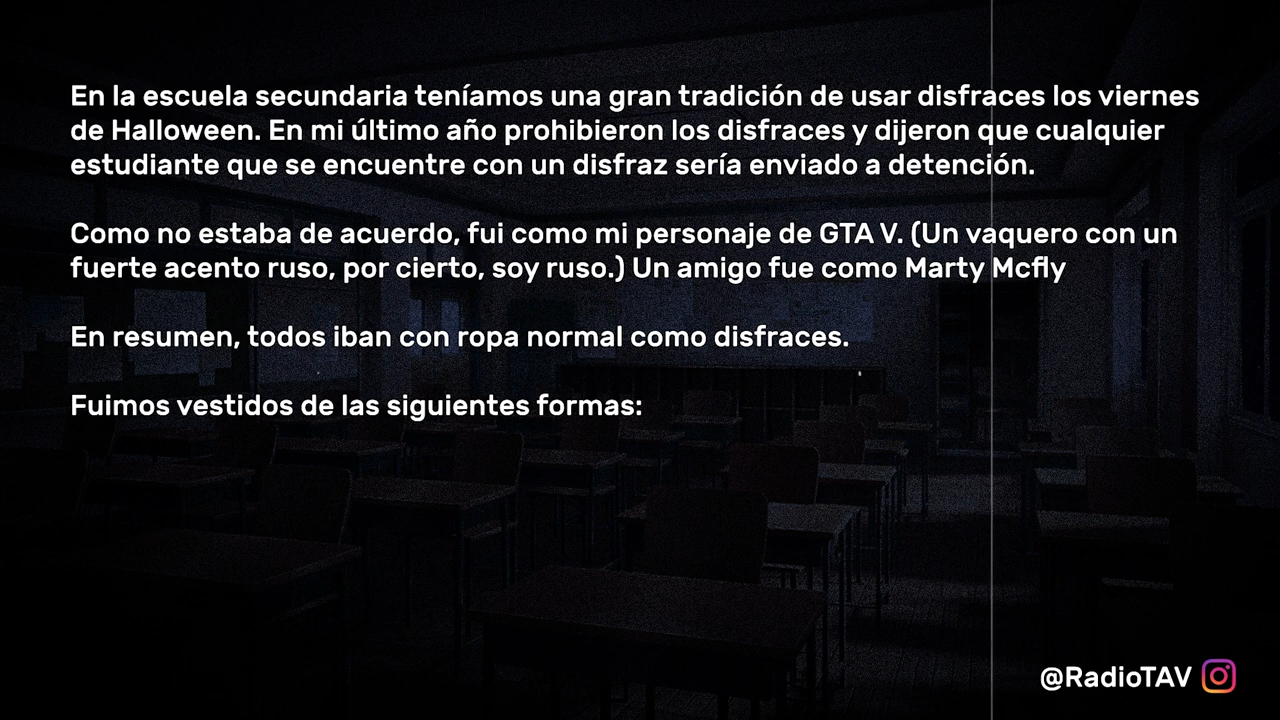 En la escuela secundaria teníamos una gran tradición de usar disfraces los viernes
de Halloween. En mi último año prohibieron los disfraces y dijeron que cualquier
estudiante que se encuentre con un disfraz sería enviado a detención.
Como no estaba de acuerdo, fui como mi personaje de GTA V. (Un vaquero con un
fuerte acento ruso, por cierto, soy ruso.) Un amigo fue como Marty Mcfly
En resumen, todos iban con ropa normal como disfraces.
Fuimos vestidos de las siguientes formas:
@RadioTAV